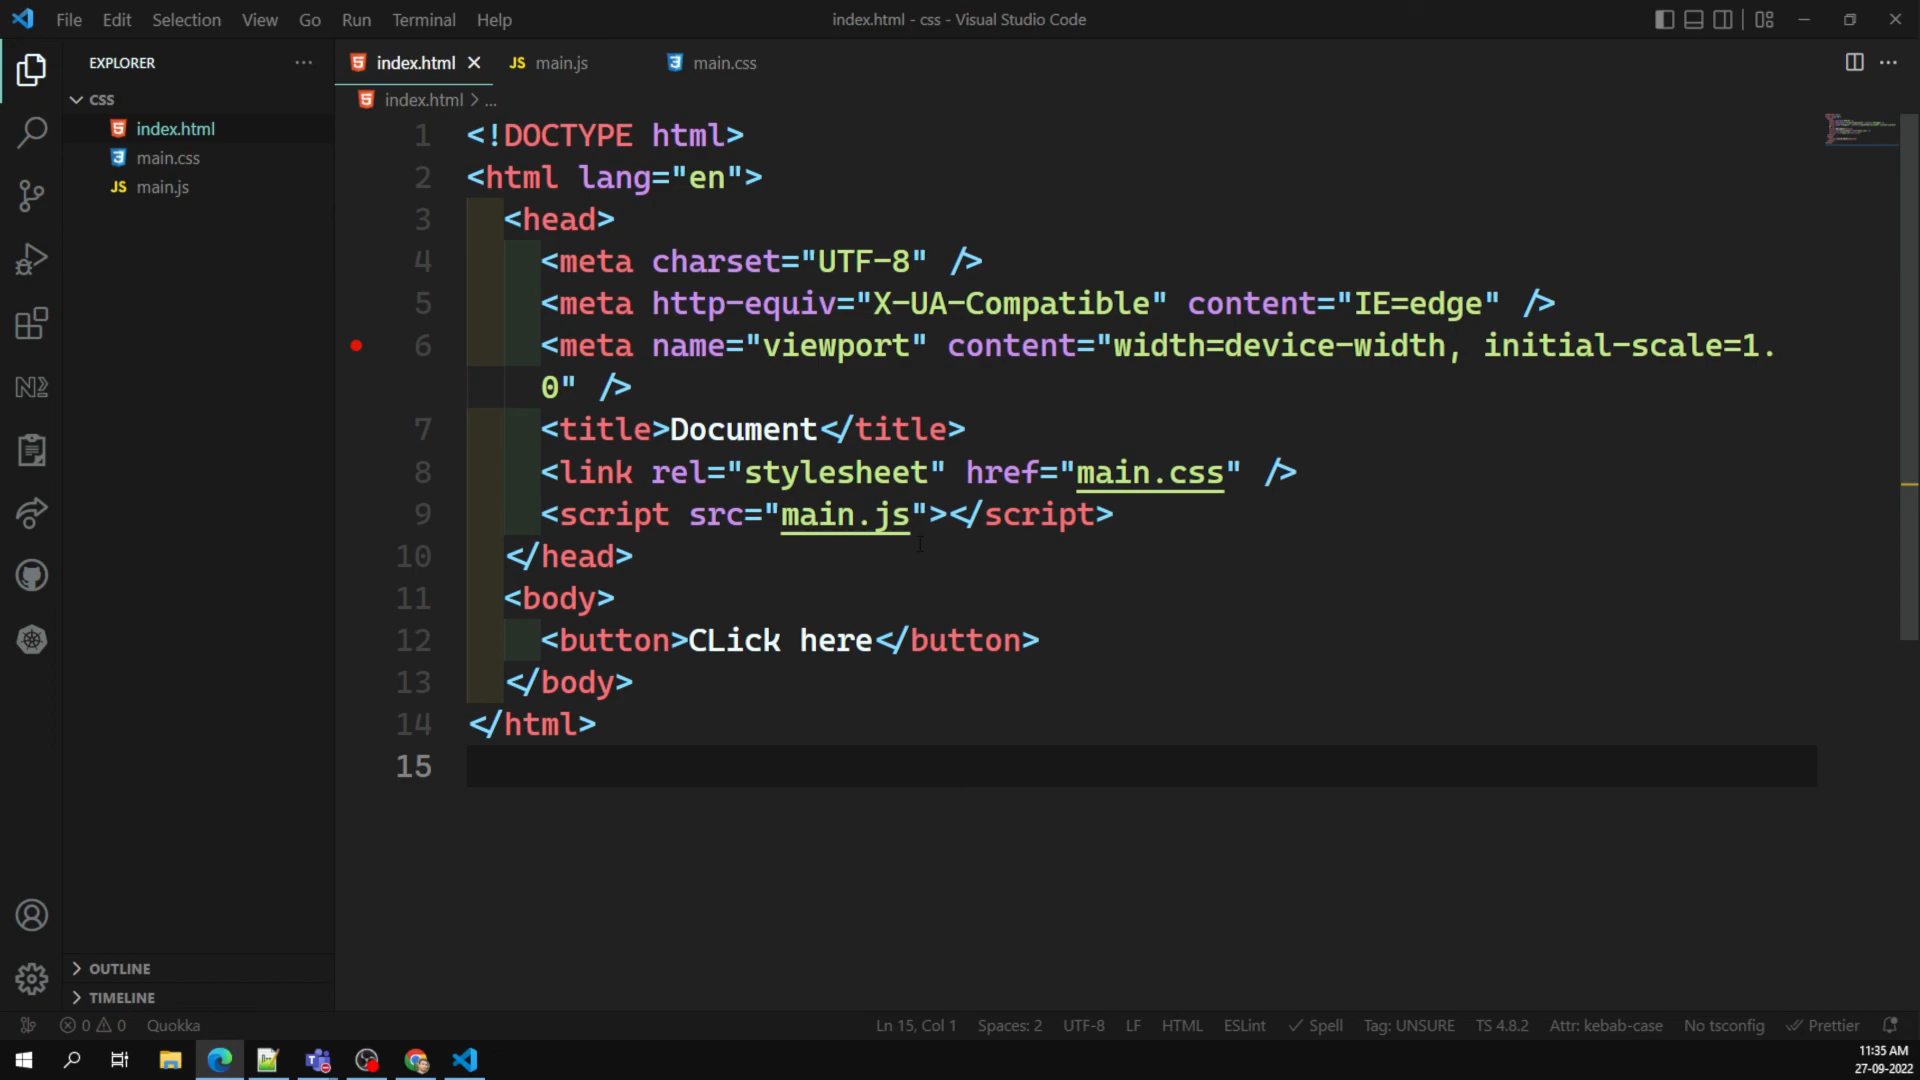 File Edit Selection View Go Run Terminal Help
index.html - css - Visual Studio Code
EXPLORER
CSS
index.html
main.css
JS main.js
OUTLINE
TIMELINE
index.html
JS main.js
main.css
index.html > ...
1 <!DOCTYPE html>
2 <html lang="en">
3 <head>
4 <meta charset="UTF-8" />
5 <meta http-equiv="X-UA-Compatible" content="IE=edge" />
6 <meta name="viewport" content="width=device-width, initial-scale=1.
0" />
7 <title>Document</title>
8 <link rel="stylesheet" href="main.css" />
9 <script src="main.js"></script>
10 </head>
11 <body>
12 <button>CLick here</button>
13 </body>
14 </html>
15
0 0 Quokka
Ln 15, Col 1 Spaces: 2 UTF-8 LF HTML ESLint Spell Tag: UNSURE TS 4.8.2 Attr: kebab-case No tsconfig Prettier
11:35 AM
27-09-2022